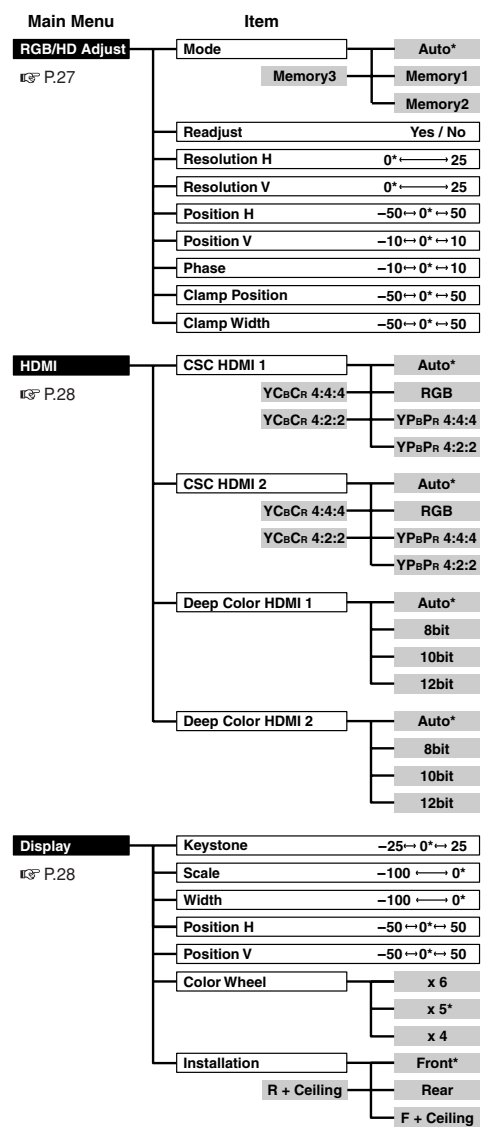 Main Menu Item
RGB/HD Adjust Mode Auto*
☞ P.27 Memory3 Memory1
Memory2
Readjust Yes / No
Resolution H 0*⟷25
Resolution V 0*⟷25
Position H −50↔0*↔50
Position V −10↔0*↔10
Phase −10↔0*↔10
Clamp Position −50↔0*↔50
Clamp Width −50↔0*↔50
HDMI CSC HDMI 1 Auto*
☞ P.28 YCBCR 4:4:4 RGB
YCBCR 4:2:2 YPBPR 4:4:4
YPBPR 4:2:2
CSC HDMI 2 Auto*
YCBCR 4:4:4 RGB
YCBCR 4:2:2 YPBPR 4:4:4
YPBPR 4:2:2
Deep Color HDMI 1 Auto*
8bit
10bit
12bit
Deep Color HDMI 2 Auto*
8bit
10bit
12bit
Display Keystone −25↔0*↔25
☞ P.28 Scale −100⟷0*
Width −100⟷0*
Position H −50↔0*↔50
Position V −50↔0*↔50
Color Wheel x 6
x 5*
x 4
Installation Front*
R + Ceiling Rear
F + Ceiling